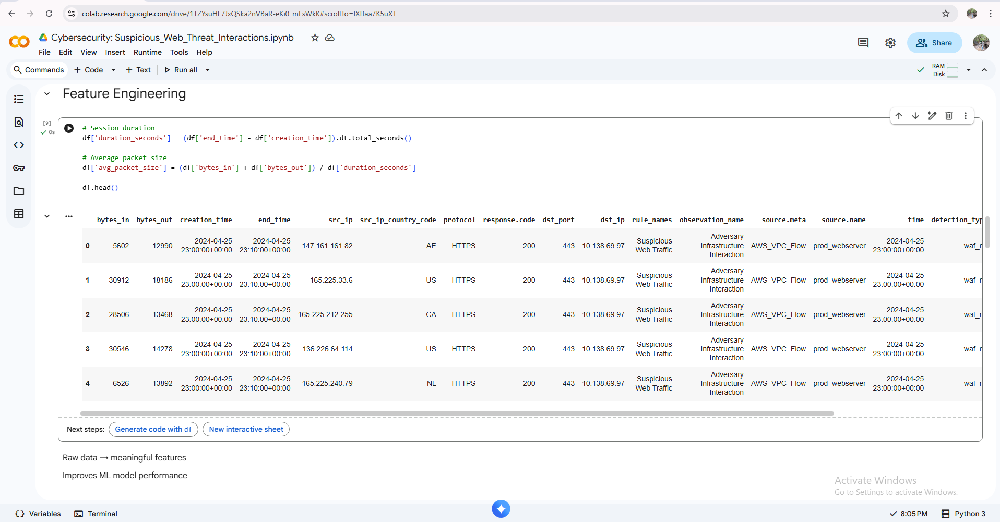 colab.research.google.com/drive/1TZYsuHF7JxQSka2nVBaR-eKi0_mFsWkK#scrollTo=IXtfaa7K5uXT
Cybersecurity: Suspicious_Web_Threat_Interactions.ipynb
File Edit View Insert Runtime Tools Help
Share
Commands + Code + Text Run all
RAM
Disk
Feature Engineering
[9]
0s
# Session duration
df['duration_seconds'] = (df['end_time'] - df['creation_time']).dt.total_seconds()
# Average packet size
df['avg_packet_size'] = (df['bytes_in'] + df['bytes_out']) / df['duration_seconds']
df.head()
bytes_in bytes_out creation_time end_time src_ip src_ip_country_code protocol response.code dst_port dst_ip rule_names observation_name source.meta source.name time detection_typ
0 5602 12990 2024-04-25 23:00:00+00:00 2024-04-25 23:10:00+00:00 147.161.161.82 AE HTTPS 200 443 10.138.69.97 Suspicious Web Traffic Adversary Infrastructure Interaction AWS_VPC_Flow prod_webserver 2024-04-25 23:00:00+00:00 waf_r
1 30912 18186 2024-04-25 23:00:00+00:00 2024-04-25 23:10:00+00:00 165.225.33.6 US HTTPS 200 443 10.138.69.97 Suspicious Web Traffic Adversary Infrastructure Interaction AWS_VPC_Flow prod_webserver 2024-04-25 23:00:00+00:00 waf_r
2 28506 13468 2024-04-25 23:00:00+00:00 2024-04-25 23:10:00+00:00 165.225.212.255 CA HTTPS 200 443 10.138.69.97 Suspicious Web Traffic Adversary Infrastructure Interaction AWS_VPC_Flow prod_webserver 2024-04-25 23:00:00+00:00 waf_r
3 30546 14278 2024-04-25 23:00:00+00:00 2024-04-25 23:10:00+00:00 136.226.64.114 US HTTPS 200 443 10.138.69.97 Suspicious Web Traffic Adversary Infrastructure Interaction AWS_VPC_Flow prod_webserver 2024-04-25 23:00:00+00:00 waf_r
4 6526 13892 2024-04-25 23:00:00+00:00 2024-04-25 23:10:00+00:00 165.225.240.79 NL HTTPS 200 443 10.138.69.97 Suspicious Web Traffic Adversary Infrastructure Interaction AWS_VPC_Flow prod_webserver 2024-04-25 23:00:00+00:00 waf_r
Next steps: Generate code with df New interactive sheet
Raw data → meaningful features
Improves ML model performance
Activate Windows
Go to Settings to activate Windows.
Variables Terminal 8:05 PM Python 3